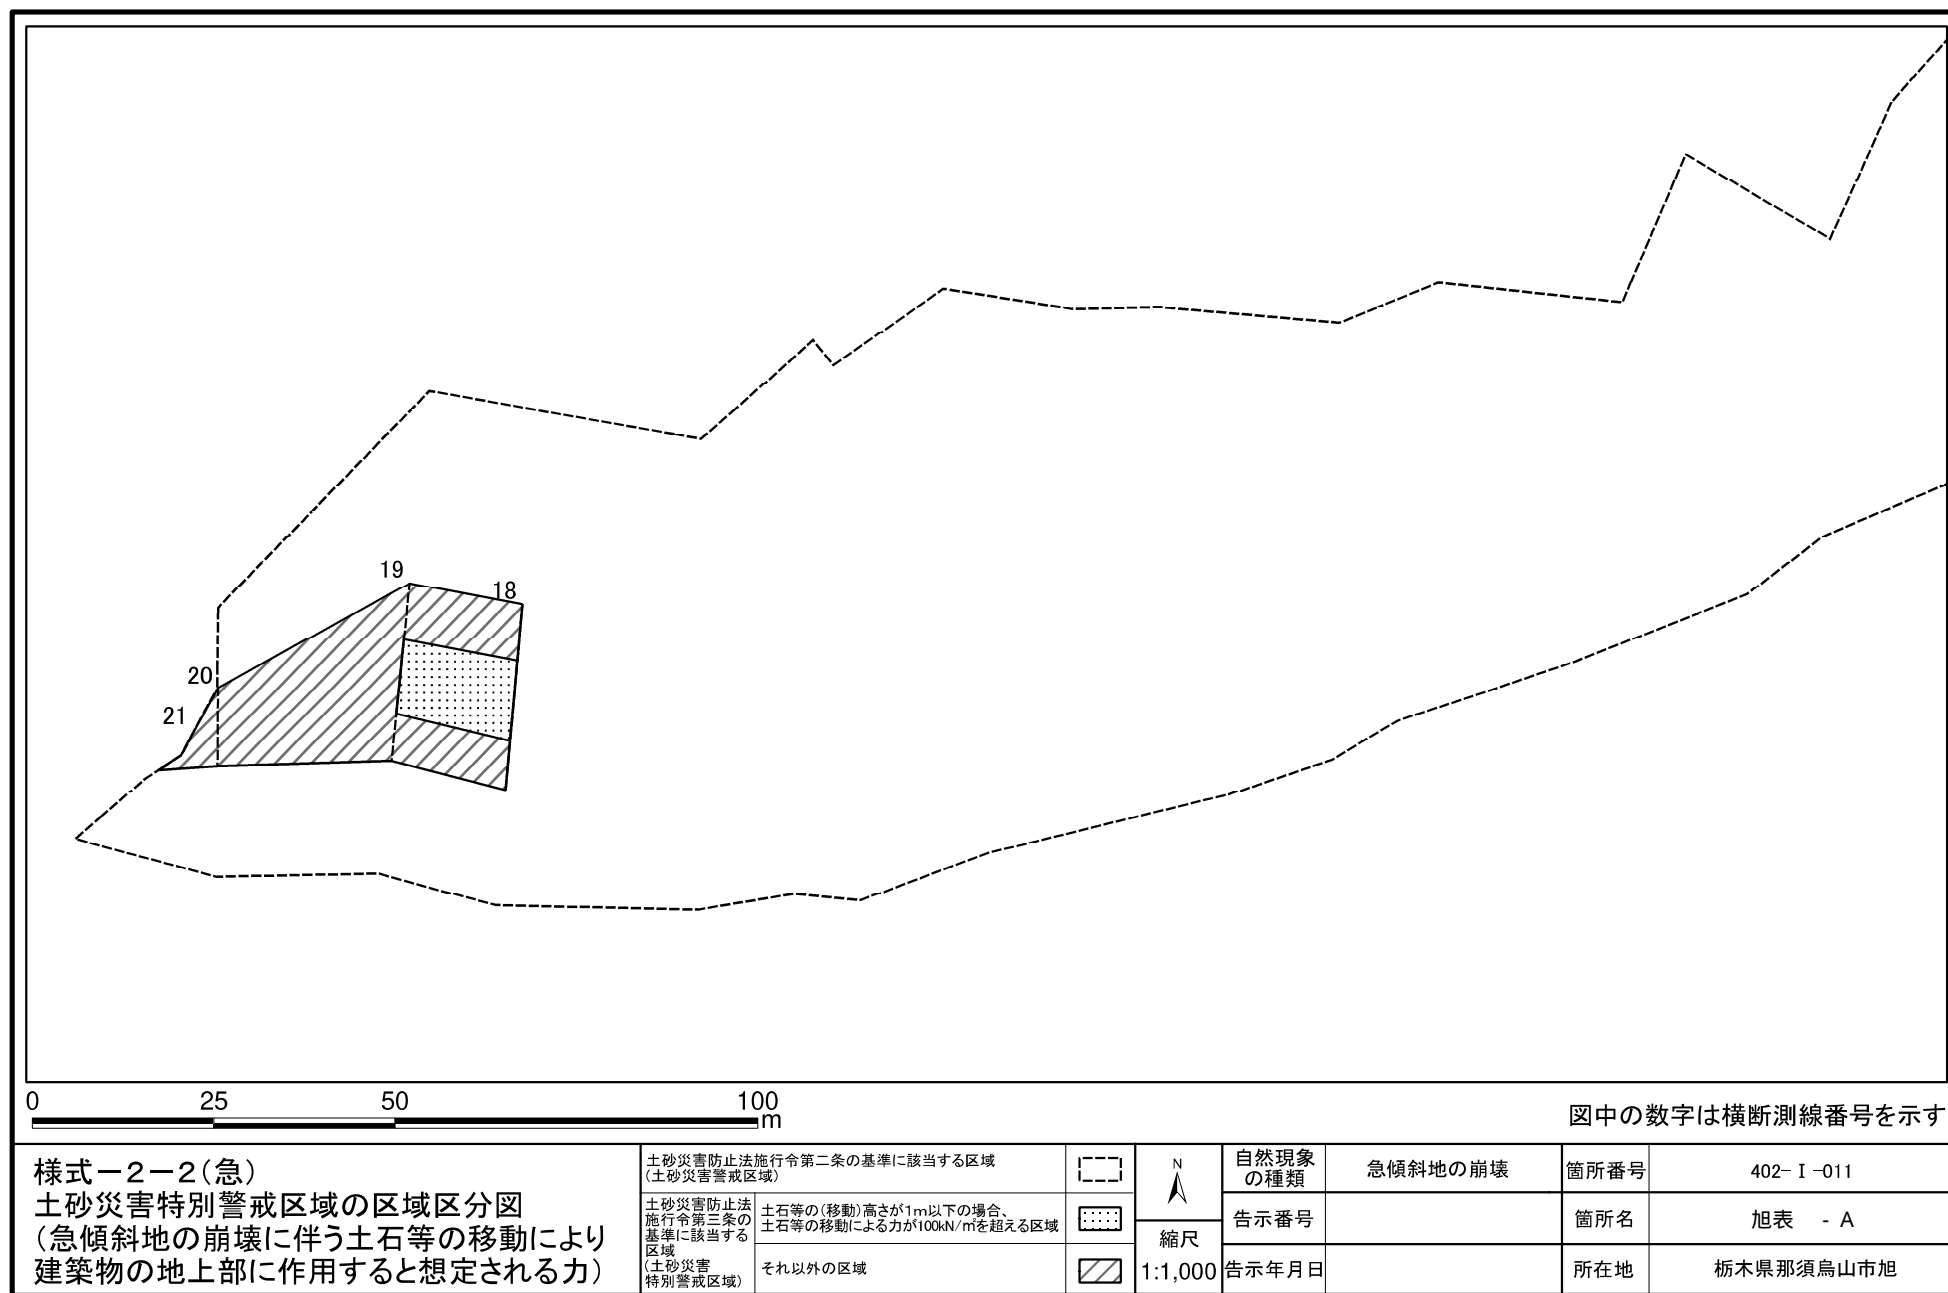 19
18
20
21
0
25
50
100
m
図中の数字は横断測線番号を示す
様式－２－２（急）
土砂災害特別警戒区域の区域区分図
（急傾斜地の崩壊に伴う土石等の移動により
建築物の地上部に作用すると想定される力）
土砂災害防止法施行令第二条の基準に該当する区域
（土砂災害警戒区域）
土砂災害防止法
施行令第三条の
基準に該当する
区域
（土砂災害
特別警戒区域）
土石等の（移動）高さが1ｍ以下の場合、
土石等の移動による力が100kN/㎡を超える区域
それ以外の区域
N
縮尺
1:1,000
自然現象
の種類
急傾斜地の崩壊
箇所番号
402-Ⅰ-011
告示番号
箇所名
旭表 - A
告示年月日
所在地
栃木県那須烏山市旭